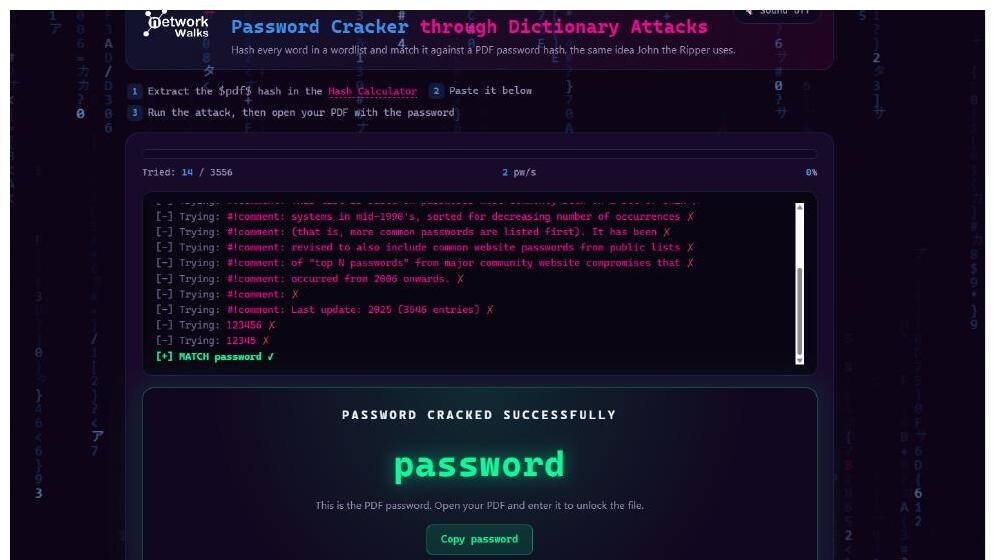 network
Walks
Sound off
Password Cracker through Dictionary Attacks
Hash every word in a wordlist and match it against a PDF password hash, the same idea John the Ripper uses.
1 Extract the $pdf$ hash in the Hash Calculator 2 Paste it below
3 Run the attack, then open your PDF with the password
Tried: 14 / 3556 2 pw/s 0%
[-] Trying: #!comment: systems in mid-1990's, sorted for decreasing number of occurrences ✗
[-] Trying: #!comment: (that is, more common passwords are listed first). It has been ✗
[-] Trying: #!comment: revised to also include common website passwords from public lists ✗
[-] Trying: #!comment: of "top N passwords" from major community website compromises that ✗
[-] Trying: #!comment: occurred from 2006 onwards. ✗
[-] Trying: #!comment: ✗
[-] Trying: #!comment: Last update: 2025 (3546 entries) ✗
[-] Trying: 123456 ✗
[-] Trying: 12345 ✗
[+] MATCH password ✓
PASSWORD CRACKED SUCCESSFULLY
password
This is the PDF password. Open your PDF and enter it to unlock the file.
Copy password